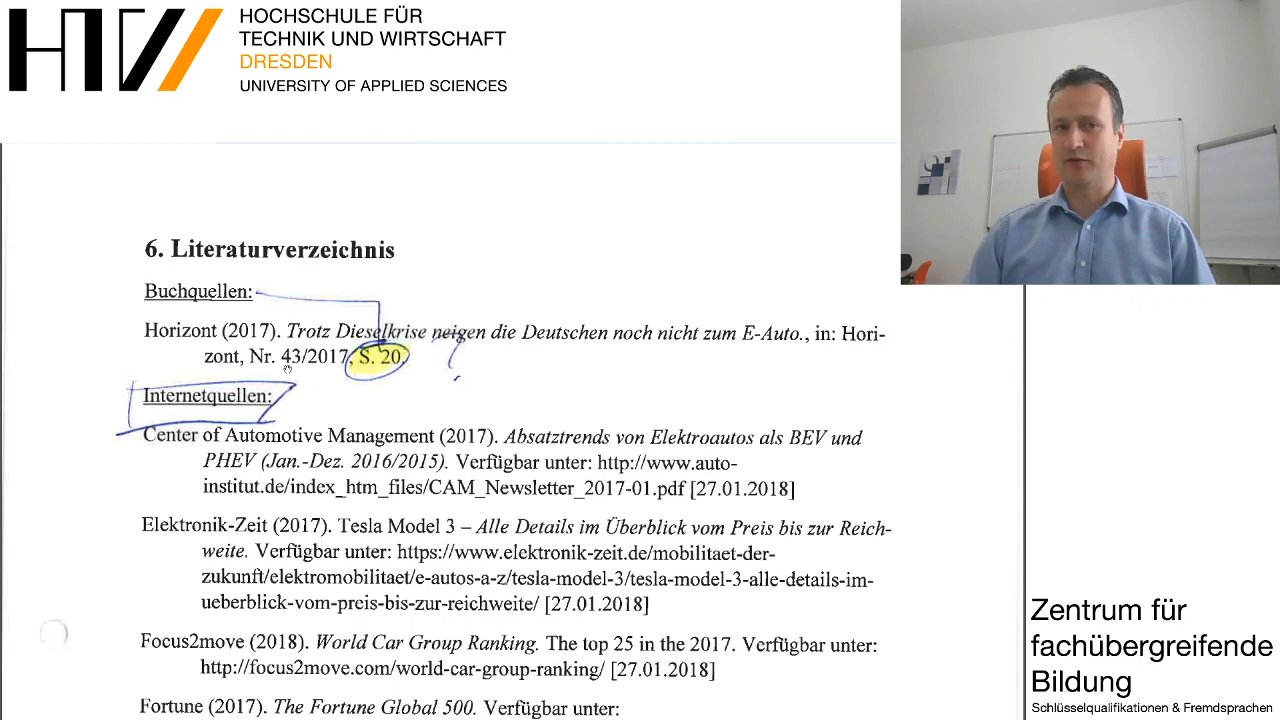 HTW
HOCHSCHULE FÜR
TECHNIK UND WIRTSCHAFT
DRESDEN
UNIVERSITY OF APPLIED SCIENCES
6. Literaturverzeichnis
Buchquellen:
Horizont (2017). Trotz Dieselkrise neigen die Deutschen noch nicht zum E-Auto., in: Hori-
zont, Nr. 43/2017, S. 20.
?
Internetquellen:
Center of Automotive Management (2017). Absatztrends von Elektroautos als BEV und
PHEV (Jan.-Dez. 2016/2015). Verfügbar unter: http://www.auto-
institut.de/index_htm_files/CAM_Newsletter_2017-01.pdf [27.01.2018]
Elektronik-Zeit (2017). Tesla Model 3 – Alle Details im Überblick vom Preis bis zur Reich-
weite. Verfügbar unter: https://www.elektronik-zeit.de/mobilitaet-der-
zukunft/elektromobilitaet/e-autos-a-z/tesla-model-3/tesla-model-3-alle-details-im-
ueberblick-vom-preis-bis-zur-reichweite/ [27.01.2018]
Focus2move (2018). World Car Group Ranking. The top 25 in the 2017. Verfügbar unter:
http://focus2move.com/world-car-group-ranking/ [27.01.2018]
Fortune (2017). The Fortune Global 500. Verfügbar unter:
Zentrum für
fachübergreifende
Bildung
Schlüsselqualifikationen & Fremdsprachen